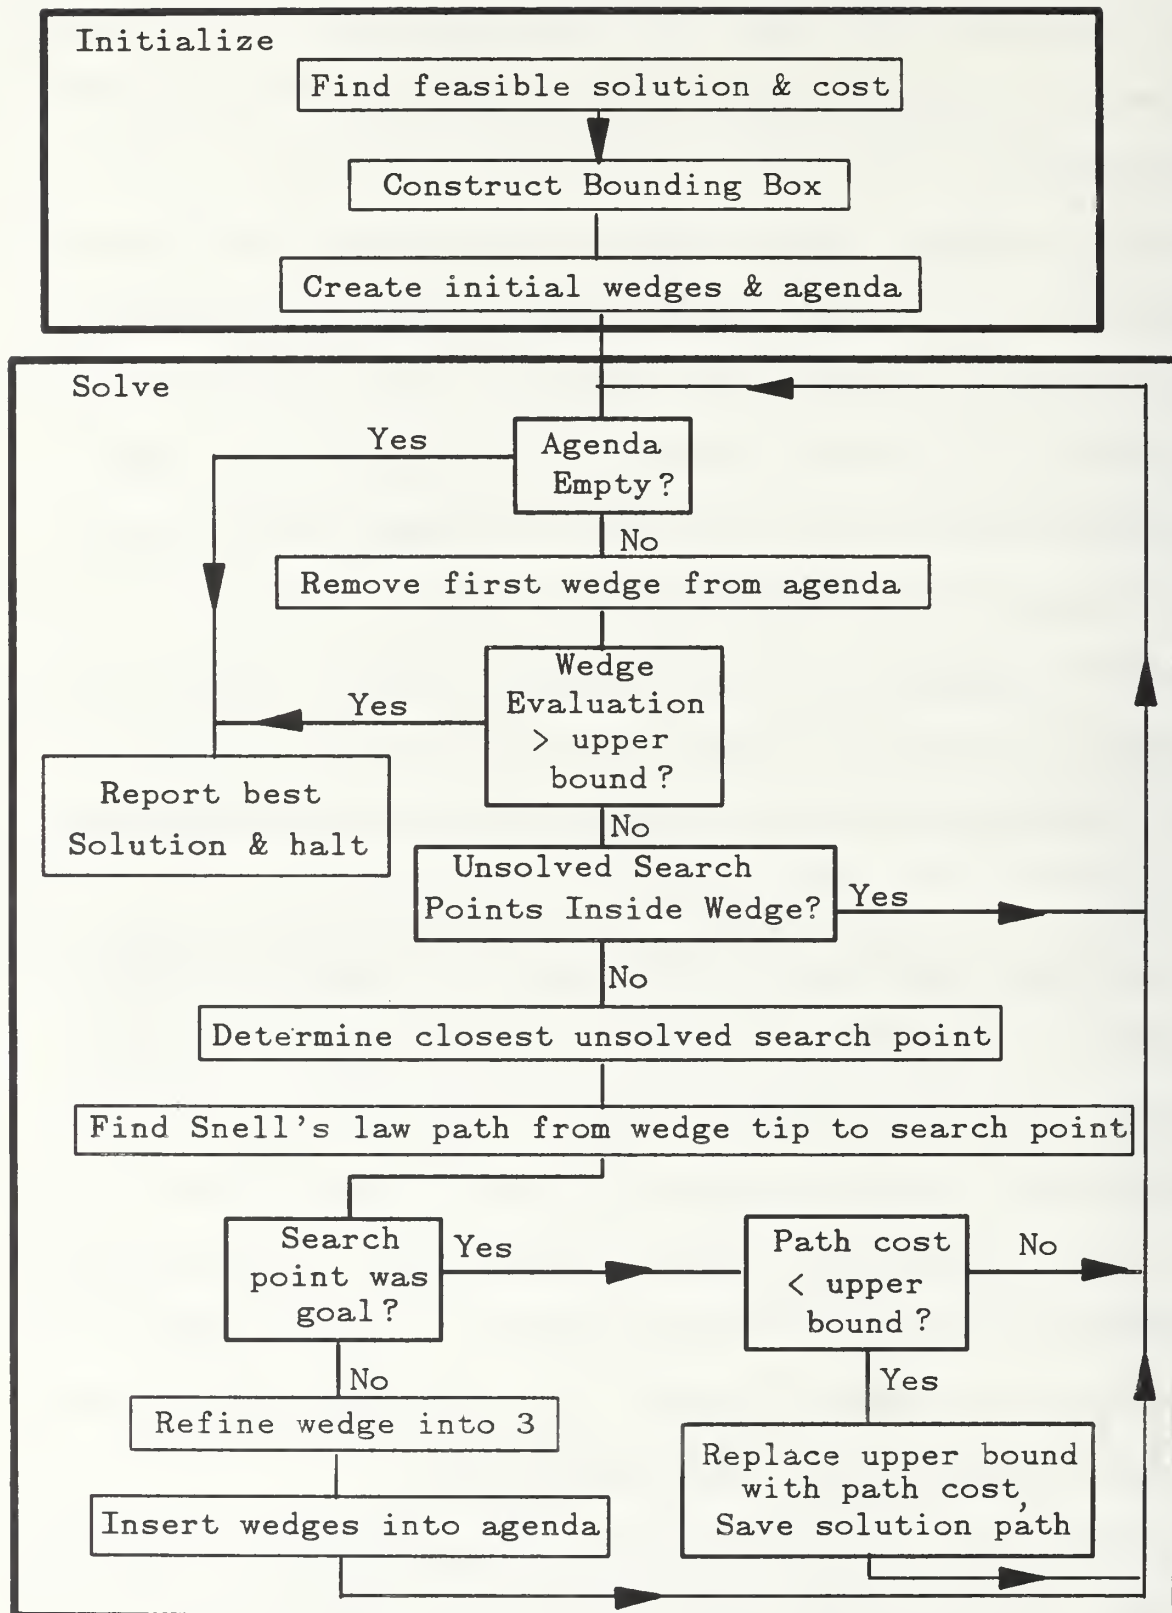 Initialize
Find feasible solution & cost
Construct Bounding Box
Create initial wedges & agenda
Solve
Yes
Agenda
Empty?
No
Remove first wedge from agenda
Wedge
Evaluation
> upper
bound?
Yes
Report best
Solution & halt
No
Unsolved Search
Points Inside Wedge?
Yes
No
Determine closest unsolved search point
Find Snell's law path from wedge tip to search point
Search
point was
goal?
Yes
Path cost
< upper
bound?
No
No
Yes
Refine wedge into 3
Replace upper bound
with path cost,
Save solution path
Insert wedges into agenda